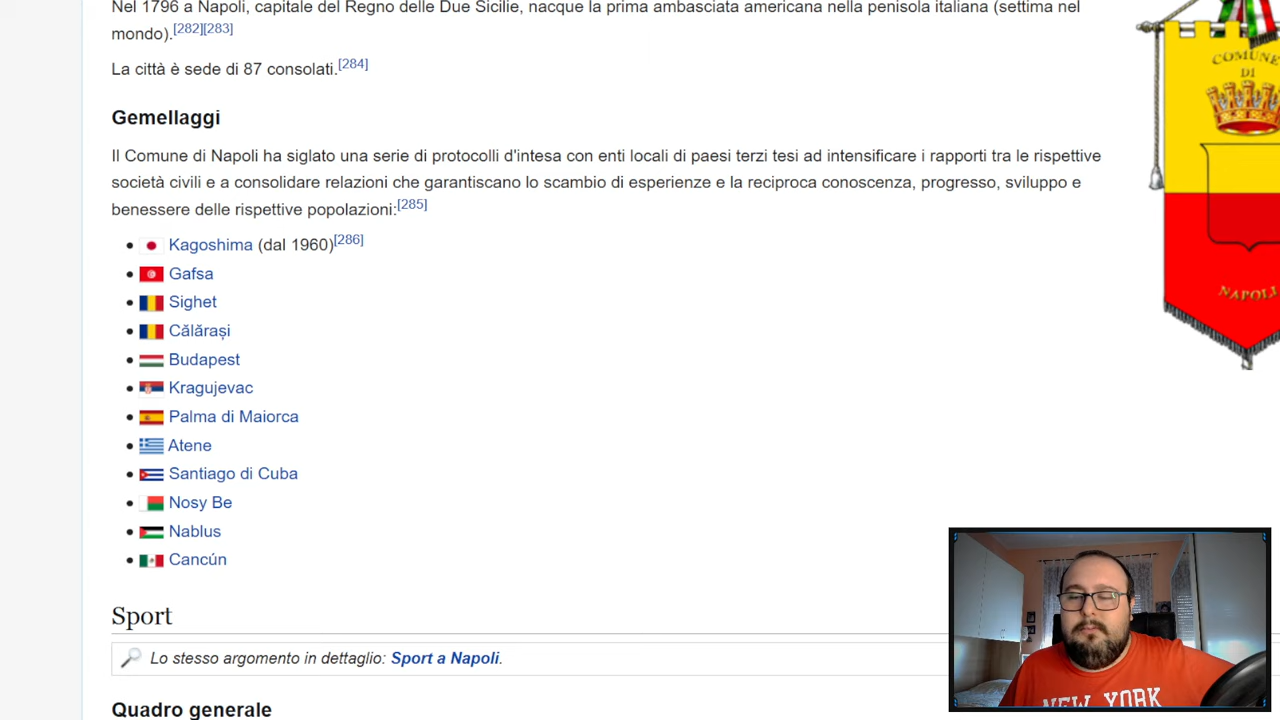 Nel 1796 a Napoli, capitale del Regno delle Due Sicilie, nacque la prima ambasciata americana nella penisola italiana (settima nel
mondo).[282][283]
La città è sede di 87 consolati.[284]
Gemellaggi
Il Comune di Napoli ha siglato una serie di protocolli d'intesa con enti locali di paesi terzi tesi ad intensificare i rapporti tra le rispettive
società civili e a consolidare relazioni che garantiscano lo scambio di esperienze e la reciproca conoscenza, progresso, sviluppo e
benessere delle rispettive popolazioni:[285]
Kagoshima (dal 1960)[286]
Gafsa
Sighet
Călărași
Budapest
Kragujevac
Palma di Maiorca
Atene
Santiago di Cuba
Nosy Be
Nablus
Cancún
Sport
Lo stesso argomento in dettaglio: Sport a Napoli.
Quadro generale
COMUNE
DI
NAPOLI
NEW YORK